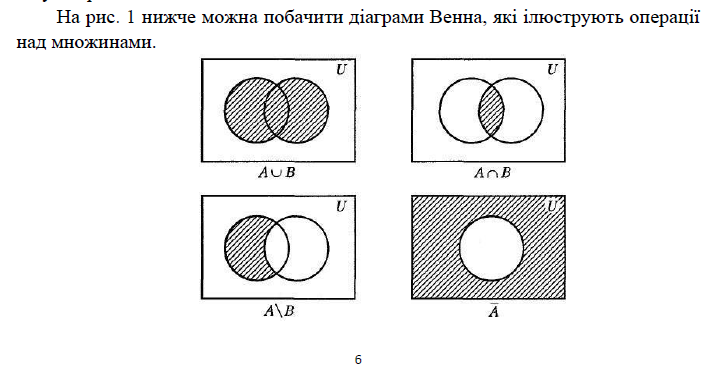 На рис. 1 нижче можна побачити діаграми Венна, які ілюструють операції
над множинами.
U
U
A∪B
A∩B
U
U
A\B
Ā
6